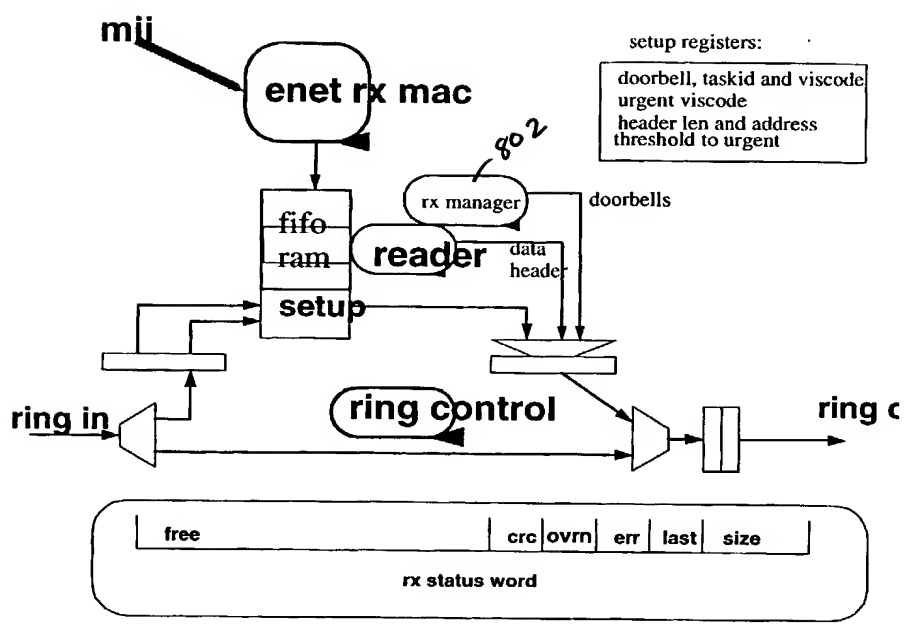 mii
setup registers:
enet rx mac
doorbell, taskid and viscode
urgent viscode
header len and address
threshold to urgent
802
rx manager
doorbells
fifo
ram
reader
data
header
setup
ring in
ring control
ring
free
crc
ovrn
err
last
size
rx status word